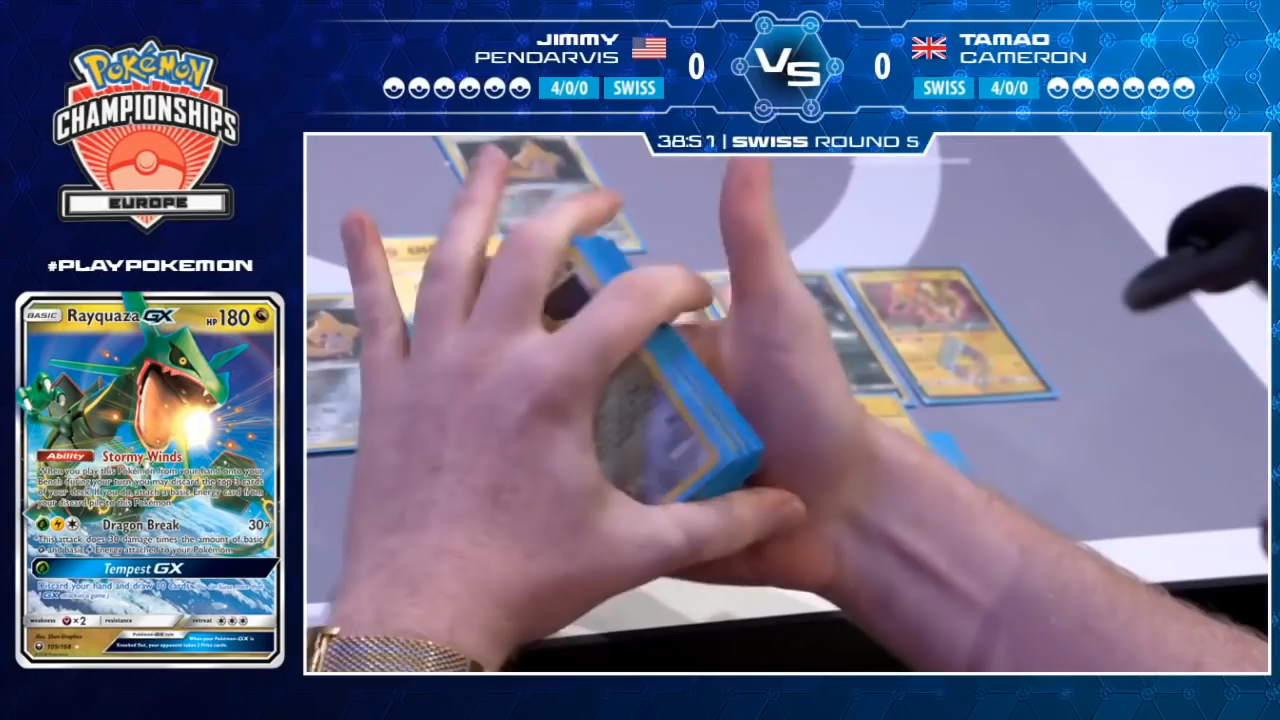 Pokémon
CHAMPIONSHIPS
EUROPE
#PLAYPOKEMON
JIMMY
PENDARVIS
0
4/0/0
SWISS
VS
0
TAMAO
CAMERON
SWISS
4/0/0
38:51 | SWISS ROUND 5
BASIC
Rayquaza GX
HP 180
Ability
Stormy Winds
When you play this Pokémon from your hand onto your
Bench during your turn, you may discard the top 3 cards
of your deck. If you do, attach a basic Energy card from
your discard pile to this Pokémon.
Dragon Break
30×
This attack does 30 damage times the amount of basic
and basic Energy attached to your Pokémon.
Tempest GX
Discard your hand and draw 10 cards.
weakness
×2
resistance
retreat
105/168